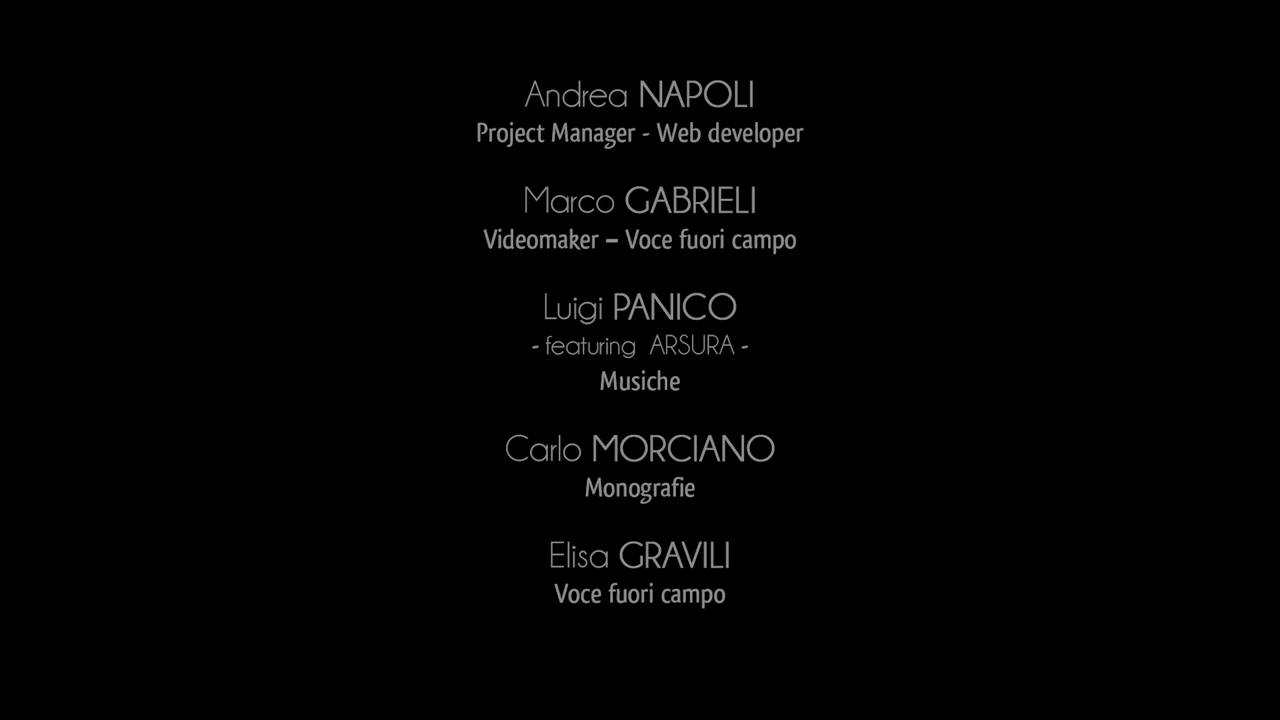 Andrea NAPOLI
Project Manager - Web developer
Marco GABRIELI
Videomaker – Voce fuori campo
Luigi PANICO
- featuring ARSURA -
Musiche
Carlo MORCIANO
Monografie
Elisa GRAVILI
Voce fuori campo